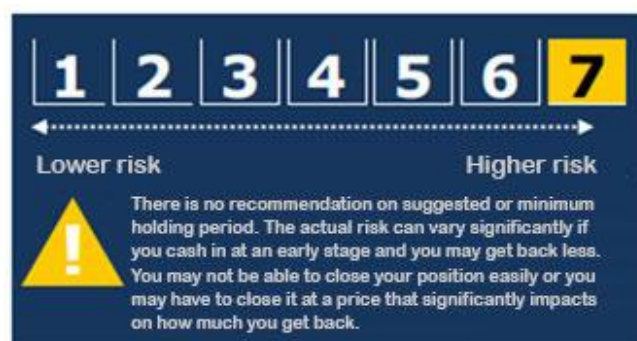 1 2 3 4 5 6 7
Lower risk Higher risk
!
There is no recommendation on suggested or minimum
holding period. The actual risk can vary significantly if
you cash in at an early stage and you may get back less.
You may not be able to close your position easily or you
may have to close it at a price that significantly impacts
on how much you get back.